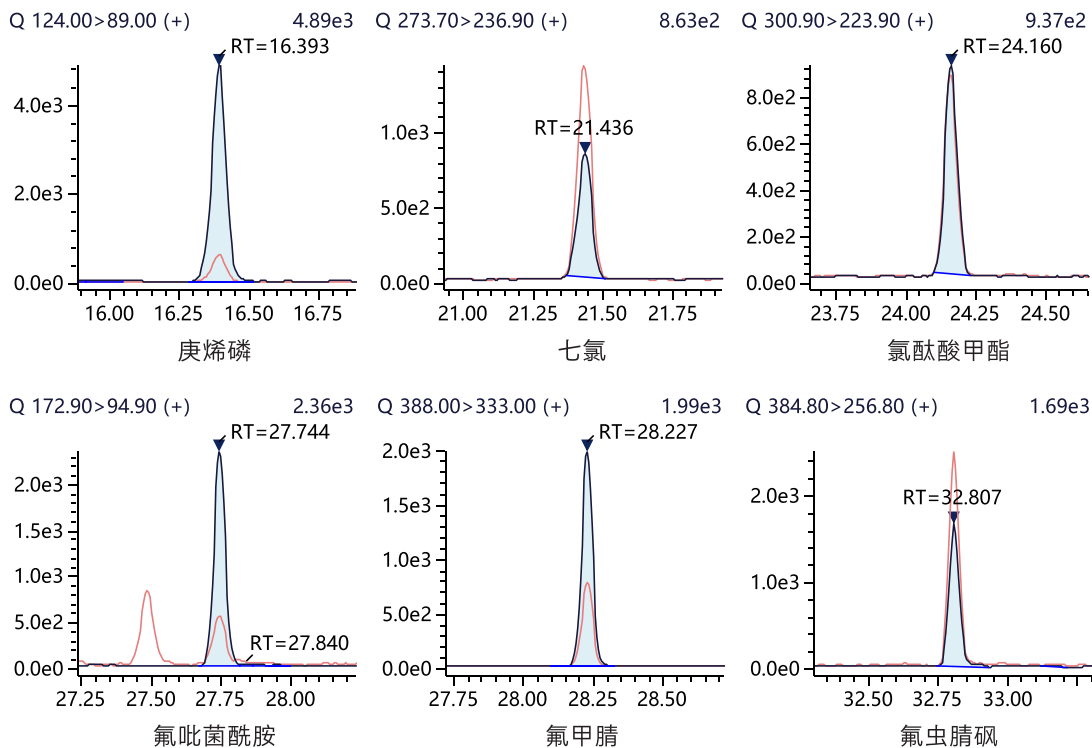 Q 124.00>89.00 (+) 4.89e3
RT=16.393
4.0e3
2.0e3
0.0e0
16.00 16.25 16.50 16.75
庚烯磷
Q 273.70>236.90 (+) 8.63e2
RT=21.436
1.0e3
5.0e2
0.0e0
21.00 21.25 21.50 21.75
七氯
Q 300.90>223.90 (+) 9.37e2
RT=24.160
8.0e2
6.0e2
4.0e2
2.0e2
0.0e0
23.75 24.00 24.25 24.50
氯酞酸甲酯
Q 172.90>94.90 (+) 2.36e3
RT=27.744
2.0e3
1.5e3
1.0e3
5.0e2
0.0e0
RT=27.840
27.25 27.50 27.75 28.00
氟吡菌酰胺
Q 388.00>333.00 (+) 1.99e3
RT=28.227
2.0e3
1.5e3
1.0e3
5.0e2
0.0e0
27.75 28.00 28.25 28.50
氟甲腈
Q 384.80>256.80 (+) 1.69e3
RT=32.807
2.0e3
1.0e3
0.0e0
32.50 32.75 33.00
氟虫腈砜